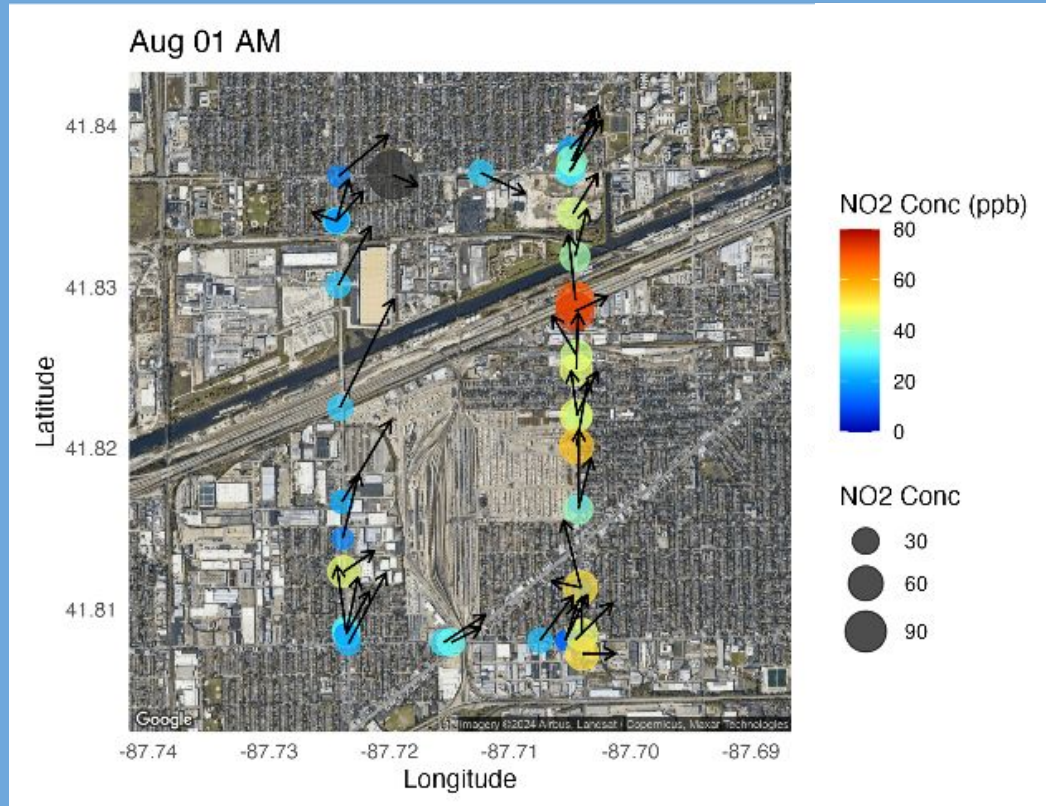 Aug 01 AM
41.84
41.83
41.82
41.81
Latitude
-87.74
-87.73
-87.72
-87.71
-87.70
-87.69
Longitude
Google
Imagery ©2024 Airbus, Landsat / Copernicus, Maxar Technologies
NO2 Conc (ppb)
80
60
40
20
0
NO2 Conc
30
60
90